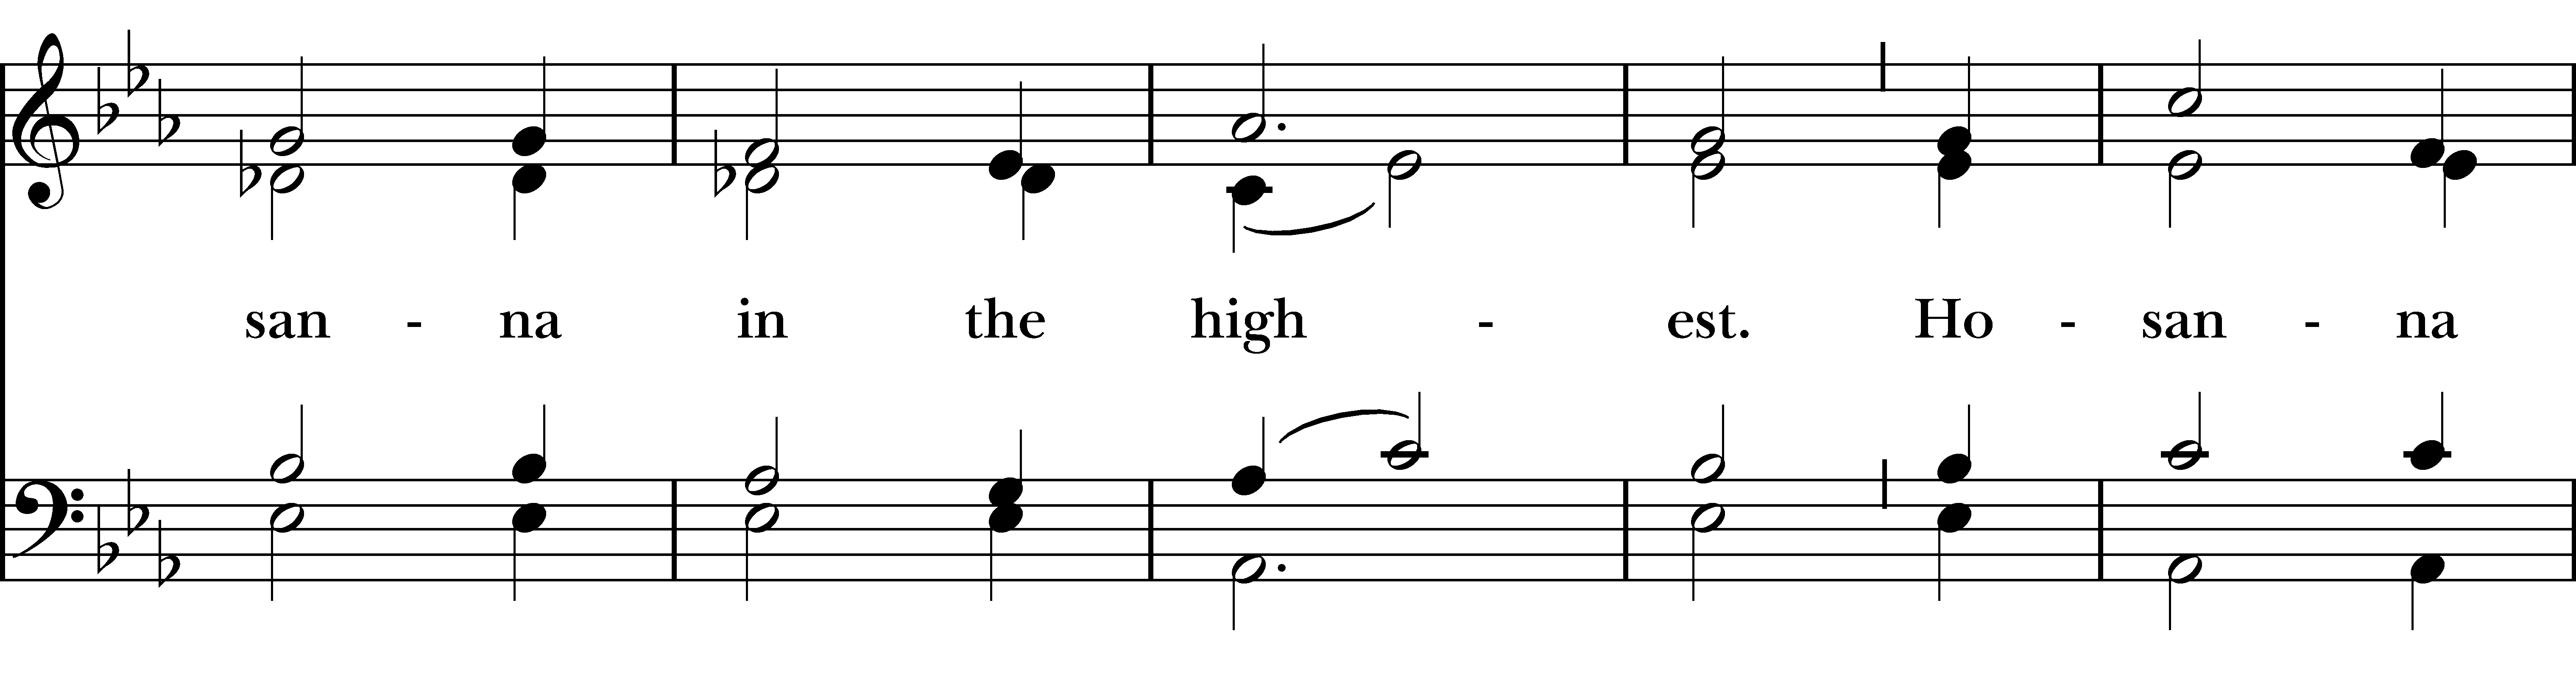 san - na in the high - est. Ho - san - na